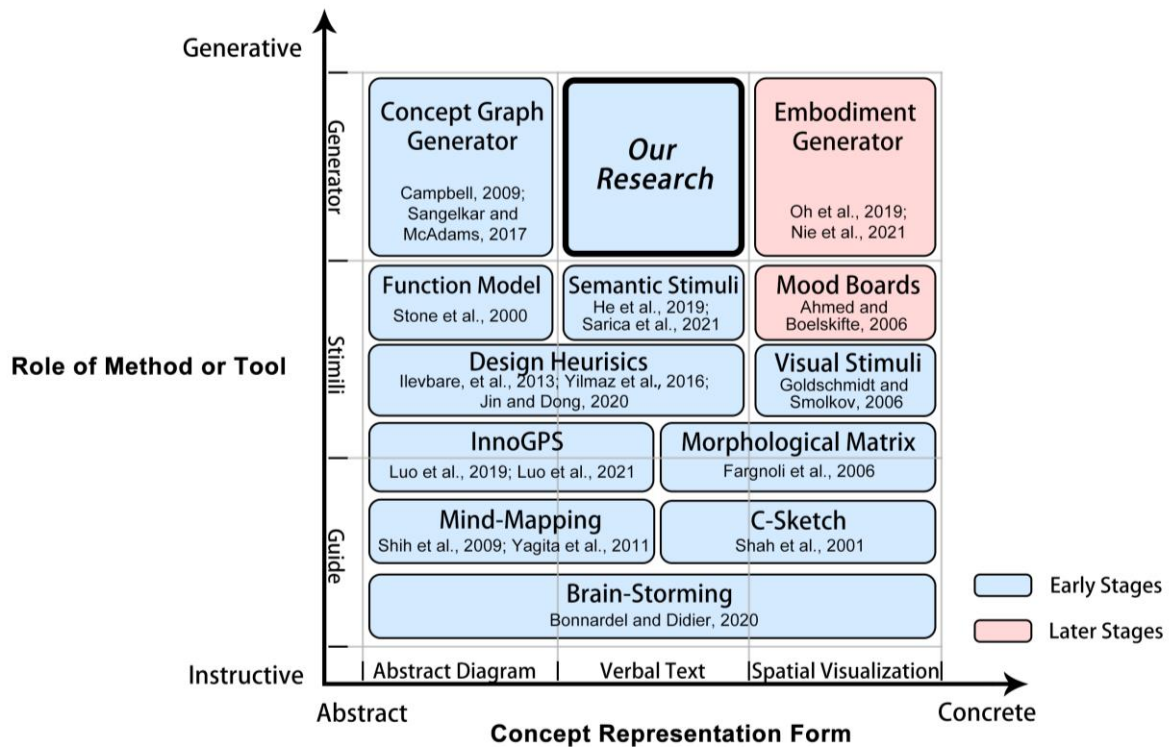 Generative
Generator
Concept Graph
Generator
Campbell, 2009;
Sangelkar and
McAdams, 2017
Our
Research
Embodiment
Generator
Oh et al., 2019;
Nie et al., 2021
Role of Method or Tool
Stimilli
Function Model
Stone et al., 2000
Semantic Stimuli
He et al., 2019;
Sarica et al., 2021
Mood Boards
Ahmed and
Boelskifte, 2006
Design Heurisics
Ilevbare, et al., 2013; Yilmaz et al., 2016;
Jin and Dong, 2020
Visual Stimuli
Goldschmidt and
Smolkov, 2006
InnoGPS
Luo et al., 2019; Luo et al., 2021
Morphological Matrix
Fargnoli et al., 2006
Guide
Mind-Mapping
Shih et al., 2009; Yagita et al., 2011
C-Sketch
Shah et al., 2001
Brain-Storming
Bonnardel and Didier, 2020
Early Stages
Later Stages
Instructive
Abstract Diagram
Verbal Text
Spatial Visualization
Abstract
Concrete
Concept Representation Form